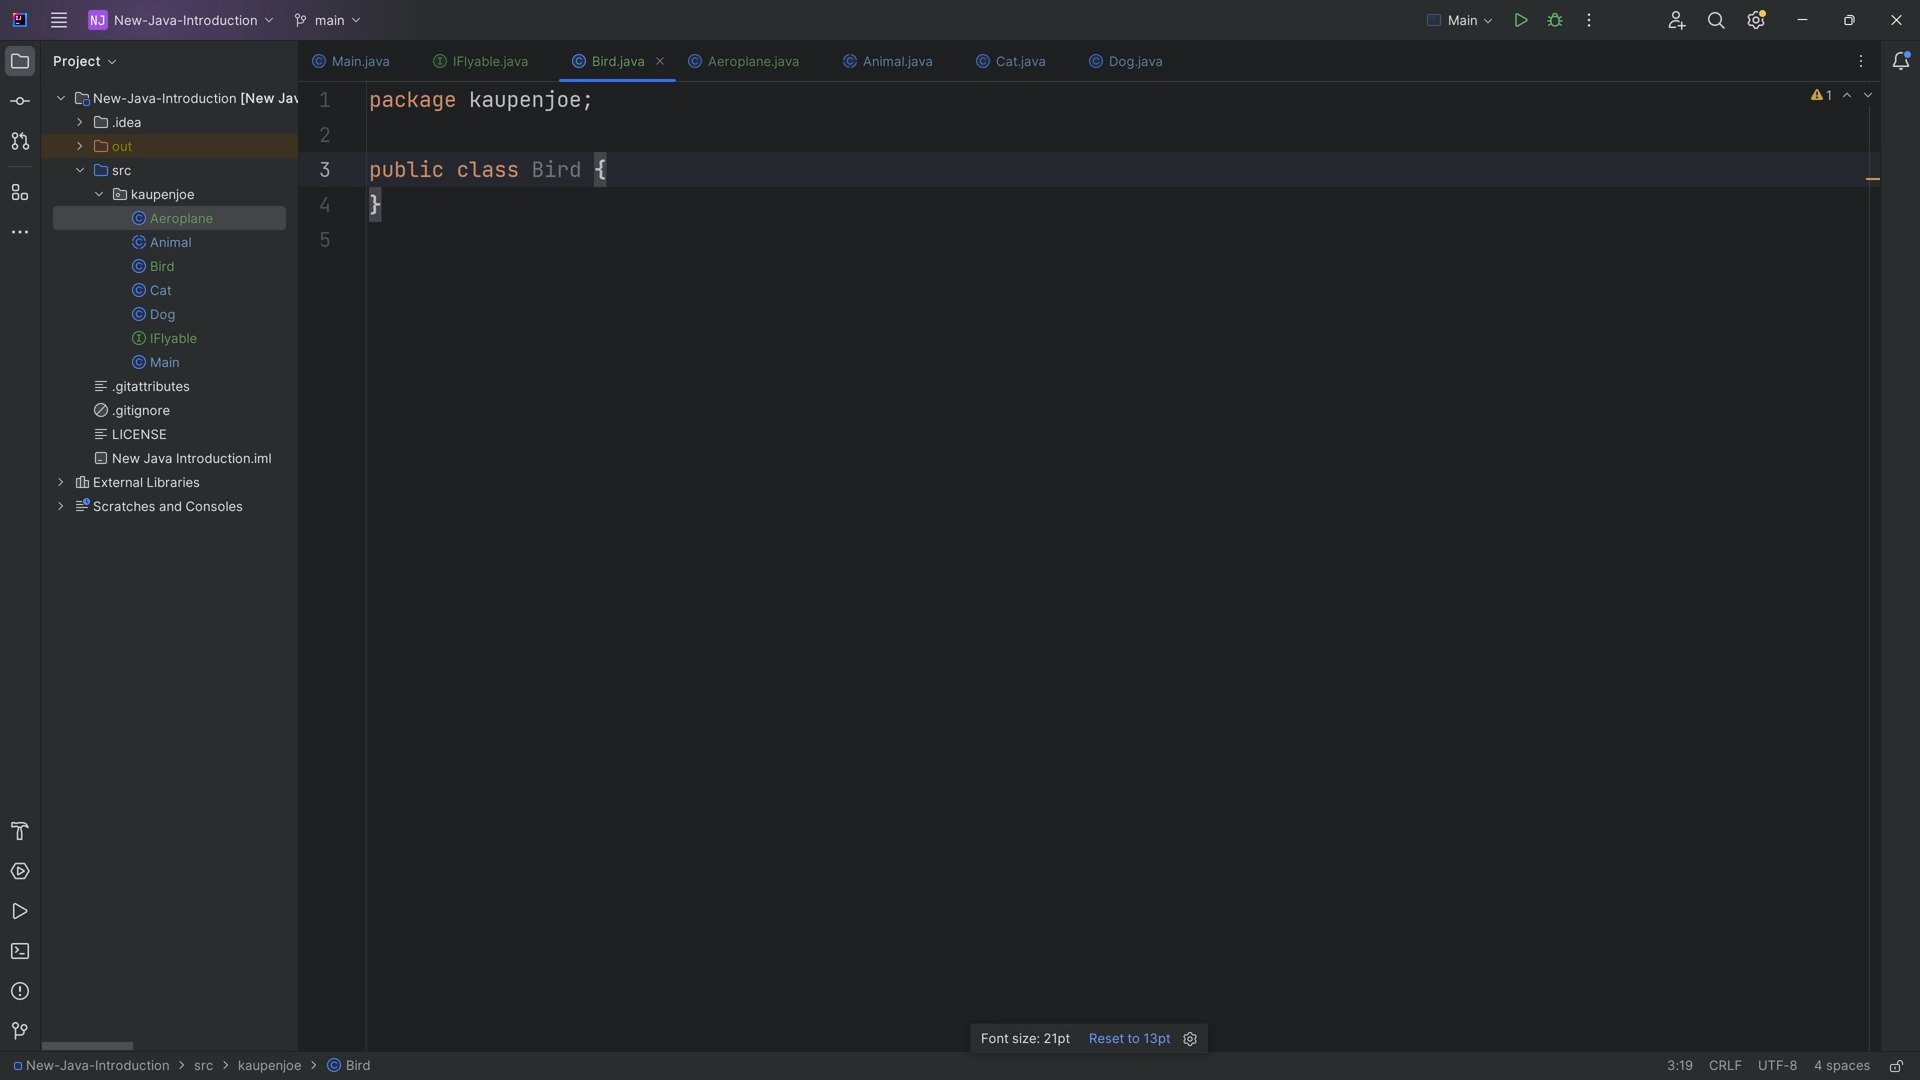 NJ New-Java-Introduction main Main
Project
Main.java IFlyable.java Bird.java Aeroplane.java Animal.java Cat.java Dog.java
New-Java-Introduction [New Jav
.idea
out
src
kaupenjoe
Aeroplane
Animal
Bird
Cat
Dog
IFlyable
Main
.gitattributes
.gitignore
LICENSE
New Java Introduction.iml
External Libraries
Scratches and Consoles
1 package kaupenjoe;
2
3 public class Bird {
4 }
5
1
Font size: 21pt Reset to 13pt
New-Java-Introduction > src > kaupenjoe > Bird
3:19 CRLF UTF-8 4 spaces